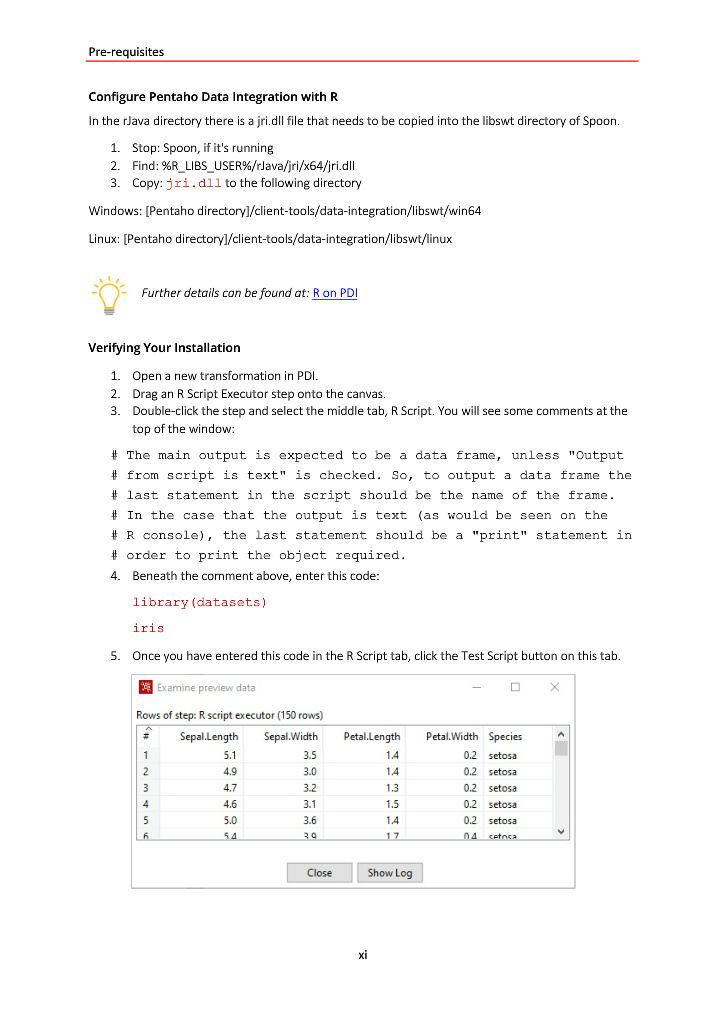 Pre-requisites
Configure Pentaho Data Integration with R
In the rJava directory there is a jri.dll file that needs to be copied into the libswt directory of Spoon.
1. Stop: Spoon, if it's running
2. Find: %R_LIBS_USER%/rJava/jri/x64/jri.dll
3. Copy: jri.dll to the following directory
Windows: [Pentaho directory]/client-tools/data-integration/libswt/win64
Linux: [Pentaho directory]/client-tools/data-integration/libswt/linux
Further details can be found at: R on PDI
Verifying Your Installation
1. Open a new transformation in PDI.
2. Drag an R Script Executor step onto the canvas.
3. Double-click the step and select the middle tab, R Script. You will see some comments at the
top of the window:
# The main output is expected to be a data frame, unless "Output
# from script is text" is checked. So, to output a data frame the
# last statement in the script should be the name of the frame.
# In the case that the output is text (as would be seen on the
# R console), the last statement should be a "print" statement in
# order to print the object required.
4. Beneath the comment above, enter this code:
library(datasets)
iris
5. Once you have entered this code in the R Script tab, click the Test Script button on this tab.
Examine preview data
Rows of step: R script executor (150 rows)
# Sepal.Length Sepal.Width Petal.Length Petal.Width Species
1 5.1 3.5 1.4 0.2 setosa
2 4.9 3.0 1.4 0.2 setosa
3 4.7 3.2 1.3 0.2 setosa
4 4.6 3.1 1.5 0.2 setosa
5 5.0 3.6 1.4 0.2 setosa
6 5.4 3.9 1.7 0.4 setosa
Close Show Log
xi